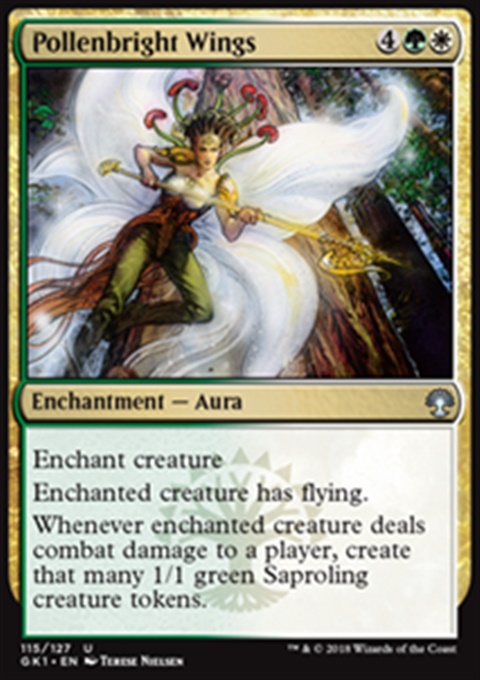 Pollenbright Wings 4
Enchantment — Aura
Enchant creature
Enchanted creature has flying.
Whenever enchanted creature deals
combat damage to a player, create
that many 1/1 green Saproling
creature tokens.
115/127 U
GK1 • EN Terese Nielsen
™ & © 2018 Wizards of the Coast